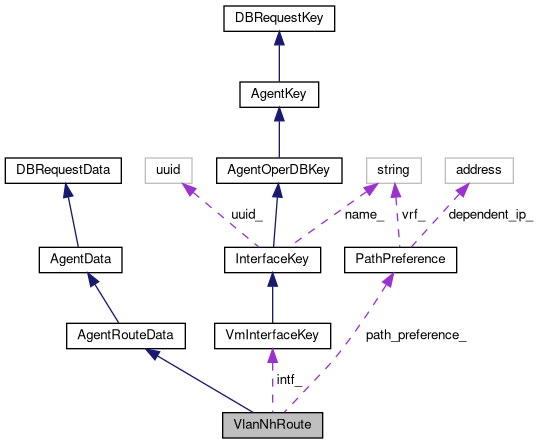 DBRequestKey
AgentKey
DBRequestData
uuid
AgentOperDBKey
string
address
uuid_
name_
vrf_
dependent_ip_
AgentData
InterfaceKey
PathPreference
AgentRouteData
VmInterfaceKey
path_preference_
intf_
VlanNhRoute